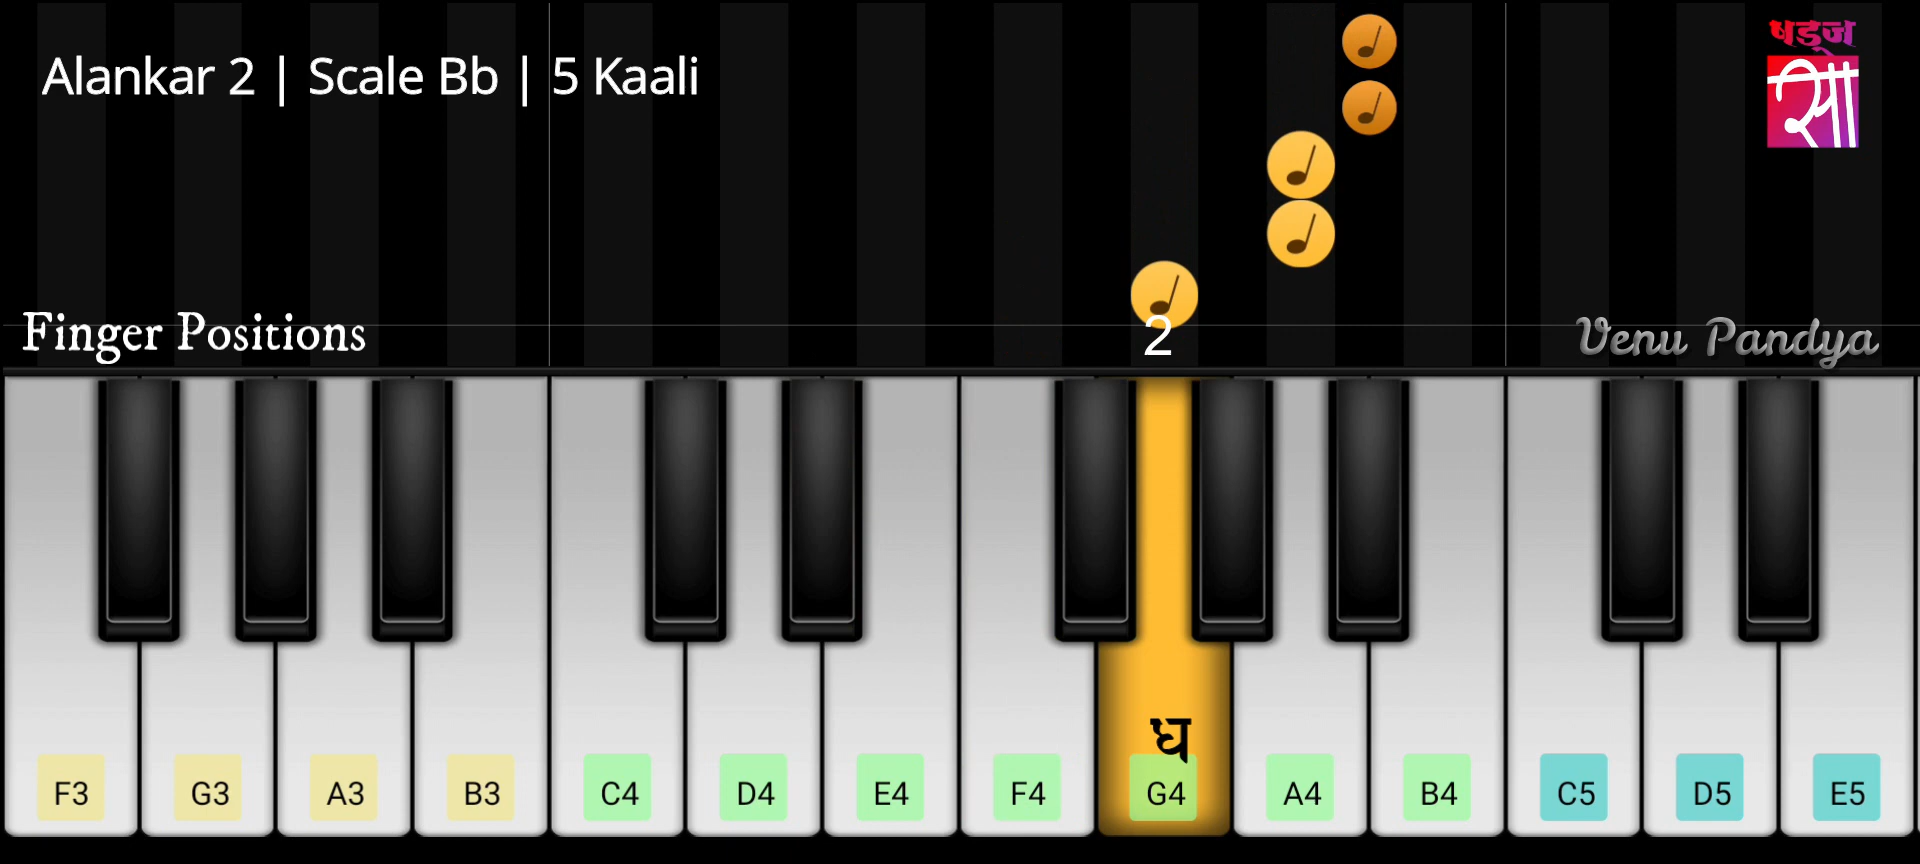 षड्ज
सा
Alankar 2 | Scale Bb | 5 Kaali
2
Finger Positions
Venu Pandya
ध
F3 G3 A3 B3 C4 D4 E4 F4 G4 A4 B4 C5 D5 E5